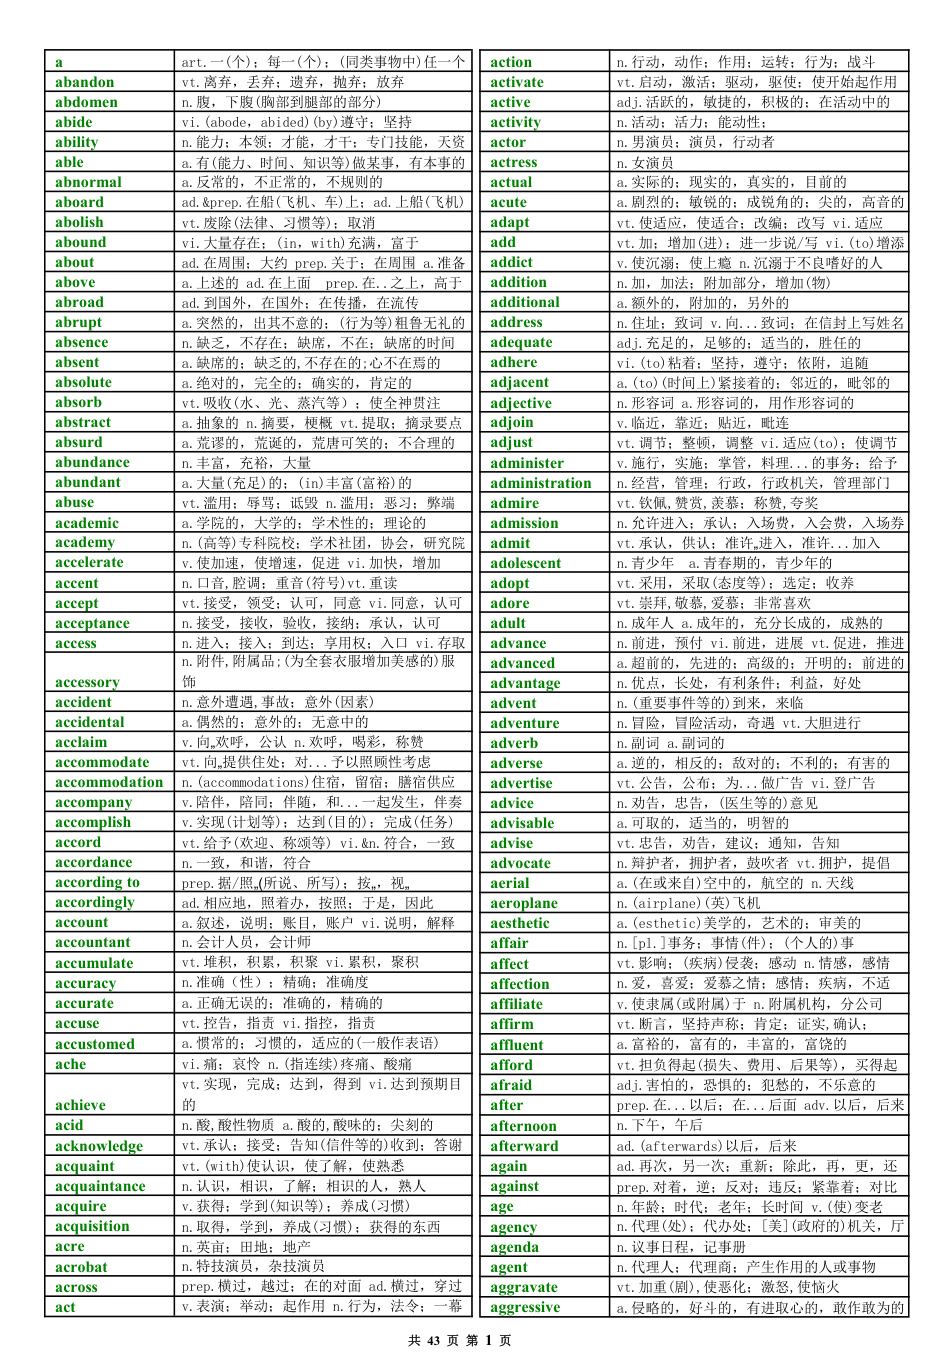 a art.一(个)；每一(个)；(同类事物中)任一个
abandon vt.离弃，丢弃；遗弃，抛弃；放弃
abdomen n.腹，下腹(胸部到腿部的部分)
abide vi.(abode，abided)(by)遵守；坚持
ability n.能力；本领；才能，才干；专门技能，天资
able a.有(能力、时间、知识等)做某事，有本事的
abnormal a.反常的，不正常的，不规则的
aboard ad.&prep.在船(飞机、车)上；ad.上船(飞机)
abolish vt.废除(法律、习惯等)；取消
abound vi.大量存在；(in，with)充满，富于
about ad.在周围；大约 prep.关于；在周围 a.准备
above a.上述的 ad.在上面 prep.在..之上，高于
abroad ad.到国外，在国外；在传播，在流传
abrupt a.突然的，出其不意的；(行为等)粗鲁无礼的
absence n.缺乏，不存在；缺席，不在；缺席的时间
absent a.缺席的；缺乏的,不存在的;心不在焉的
absolute a.绝对的，完全的；确实的，肯定的
absorb vt.吸收(水、光、蒸汽等)；使全神贯注
abstract a.抽象的 n.摘要，梗概 vt.提取；摘录要点
absurd a.荒谬的，荒诞的，荒唐可笑的；不合理的
abundance n.丰富，充裕，大量
abundant a.大量(充足)的；(in)丰富(富裕)的
abuse vt.滥用；辱骂；诋毁 n.滥用；恶习；弊端
academic a.学院的，大学的；学术性的；理论的
academy n.(高等)专科院校；学术社团，协会，研究院
accelerate v.使加速，使增速，促进 vi.加快，增加
accent n.口音,腔调；重音(符号)vt.重读
accept vt.接受，领受；认可，同意 vi.同意，认可
acceptance n.接受，接收，验收，接纳；承认，认可
access n.进入；接入；到达；享用权；入口 vi.存取
n.附件,附属品;(为全套衣服增加美感的)服
accessory 饰
accident n.意外遭遇,事故；意外(因素)
accidental a.偶然的；意外的；无意中的
acclaim v.向„欢呼，公认 n.欢呼，喝彩，称赞
accommodate vt.向„提供住处；对...予以照顾性考虑
accommodation n.(accommodations)住宿，留宿；膳宿供应
accompany v.陪伴，陪同；伴随，和...一起发生，伴奏
accomplish v.实现(计划等)；达到(目的)；完成(任务)
accord vt.给予(欢迎、称颂等) vi.&n.符合，一致
accordance n.一致，和谐，符合
according to prep.据/照„(所说、所写)；按„，视„
accordingly ad.相应地，照着办，按照；于是，因此
account a.叙述，说明；账目，账户 vi.说明，解释
accountant n.会计人员，会计师
accumulate vt.堆积，积累，积聚 vi.累积，聚积
accuracy n.准确（性）；精确；准确度
accurate a.正确无误的；准确的，精确的
accuse vt.控告，指责 vi.指控，指责
accustomed a.惯常的；习惯的，适应的(一般作表语)
ache vi.痛；哀怜 n.(指连续)疼痛、酸痛
vt.实现，完成；达到，得到 vi.达到预期目
achieve 的
acid n.酸,酸性物质 a.酸的,酸味的；尖刻的
acknowledge vt.承认；接受；告知(信件等的)收到；答谢
acquaint vt.(with)使认识，使了解，使熟悉
acquaintance n.认识，相识，了解；相识的人，熟人
acquire v.获得；学到(知识等)；养成(习惯)
acquisition n.取得，学到，养成(习惯)；获得的东西
acre n.英亩；田地；地产
acrobat n.特技演员，杂技演员
across prep.横过，越过；在的对面 ad.横过，穿过
act v.表演；举动；起作用 n.行为，法令；一幕
action n.行动，动作；作用；运转；行为；战斗
activate vt.启动，激活；驱动，驱使；使开始起作用
active adj.活跃的，敏捷的，积极的；在活动中的
activity n.活动；活力；能动性；
actor n.男演员；演员，行动者
actress n.女演员
actual a.实际的；现实的，真实的，目前的
acute a.剧烈的；敏锐的；成锐角的；尖的，高音的
adapt vt.使适应，使适合；改编；改写 vi.适应
add vt.加；增加(进)；进一步说/写 vi.(to)增添
addict v.使沉溺；使上瘾 n.沉溺于不良嗜好的人
addition n.加，加法；附加部分，增加(物)
additional a.额外的，附加的，另外的
address n.住址；致词 v.向...致词；在信封上写姓名
adequate adj.充足的，足够的；适当的，胜任的
adhere vi.(to)粘着；坚持，遵守；依附，追随
adjacent a.(to)(时间上)紧接着的；邻近的，毗邻的
adjective n.形容词 a.形容词的，用作形容词的
adjoin v.临近，靠近；贴近，毗连
adjust vt.调节；整顿，调整 vi.适应(to)；使调节
administer v.施行，实施；掌管，料理...的事务；给予
administration n.经营，管理；行政，行政机关，管理部门
admire vt.钦佩,赞赏,羡慕；称赞,夸奖
admission n.允许进入；承认；入场费，入会费，入场券
admit vt.承认，供认；准许„进入，准许...加入
adolescent n.青少年 a.青春期的，青少年的
adopt vt.采用，采取(态度等)；选定；收养
adore vt.崇拜,敬慕,爱慕；非常喜欢
adult n.成年人 a.成年的，充分长成的，成熟的
advance n.前进，预付 vi.前进，进展 vt.促进，推进
advanced a.超前的，先进的；高级的；开明的；前进的
advantage n.优点，长处，有利条件；利益，好处
advent n.(重要事件等的)到来，来临
adventure n.冒险，冒险活动，奇遇 vt.大胆进行
adverb n.副词 a.副词的
adverse a.逆的，相反的；敌对的；不利的；有害的
advertise vt.公告，公布；为...做广告 vi.登广告
advice n.劝告，忠告，(医生等的)意见
advisable a.可取的，适当的，明智的
advise vt.忠告，劝告，建议；通知，告知
advocate n.辩护者，拥护者，鼓吹者 vt.拥护，提倡
aerial a.(在或来自)空中的，航空的 n.天线
aeroplane n.(airplane)(英)飞机
aesthetic a.(esthetic)美学的，艺术的；审美的
affair n.[pl.]事务；事情(件)；(个人的)事
affect vt.影响；(疾病)侵袭；感动 n.情感，感情
affection n.爱，喜爱；爱慕之情；感情；疾病，不适
affiliate v.使隶属(或附属)于 n.附属机构，分公司
affirm vt.断言，坚持声称；肯定；证实,确认；
affluent a.富裕的，富有的，丰富的，富饶的
afford vt.担负得起(损失、费用、后果等)，买得起
afraid adj.害怕的，恐惧的；犯愁的，不乐意的
after prep.在...以后；在...后面 adv.以后，后来
afternoon n.下午，午后
afterward ad.(afterwards)以后，后来
again ad.再次，另一次；重新；除此，再，更，还
against prep.对着，逆；反对；违反；紧靠着；对比
age n.年龄；时代；老年；长时间 v.(使)变老
agency n.代理(处)；代办处；[美](政府的)机关，厅
agenda n.议事日程，记事册
agent n.代理人；代理商；产生作用的人或事物
aggravate vt.加重(剧),使恶化；激怒,使恼火
aggressive a.侵略的，好斗的，有进取心的，敢作敢为的
共 43 页 第 1 页